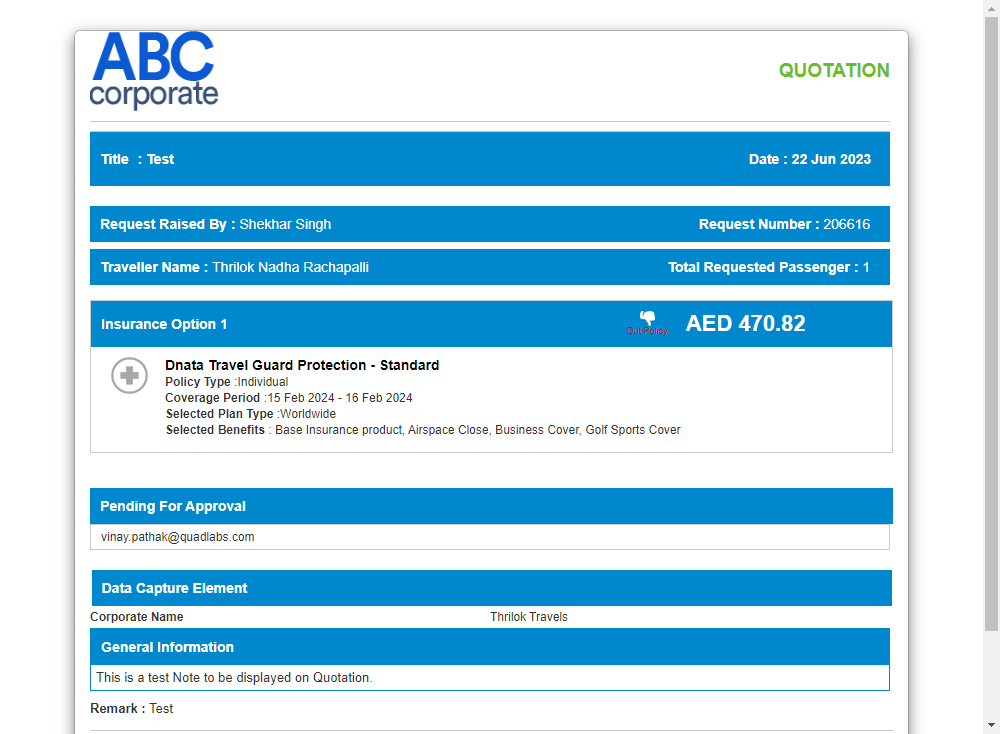 ABC
corporate
QUOTATION
Title : Test
Date : 22 Jun 2023
Request Raised By : Shekhar Singh
Request Number : 206616
Traveller Name : Thrilok Nadha Rachapalli
Total Requested Passenger : 1
Insurance Option 1
Out Policy
AED 470.82
Dnata Travel Guard Protection - Standard
Policy Type :Individual
Coverage Period :15 Feb 2024 - 16 Feb 2024
Selected Plan Type :Worldwide
Selected Benefits : Base Insurance product, Airspace Close, Business Cover, Golf Sports Cover
Pending For Approval
vinay.pathak@quadlabs.com
Data Capture Element
Corporate Name
Thrilok Travels
General Information
This is a test Note to be displayed on Quotation.
Remark : Test